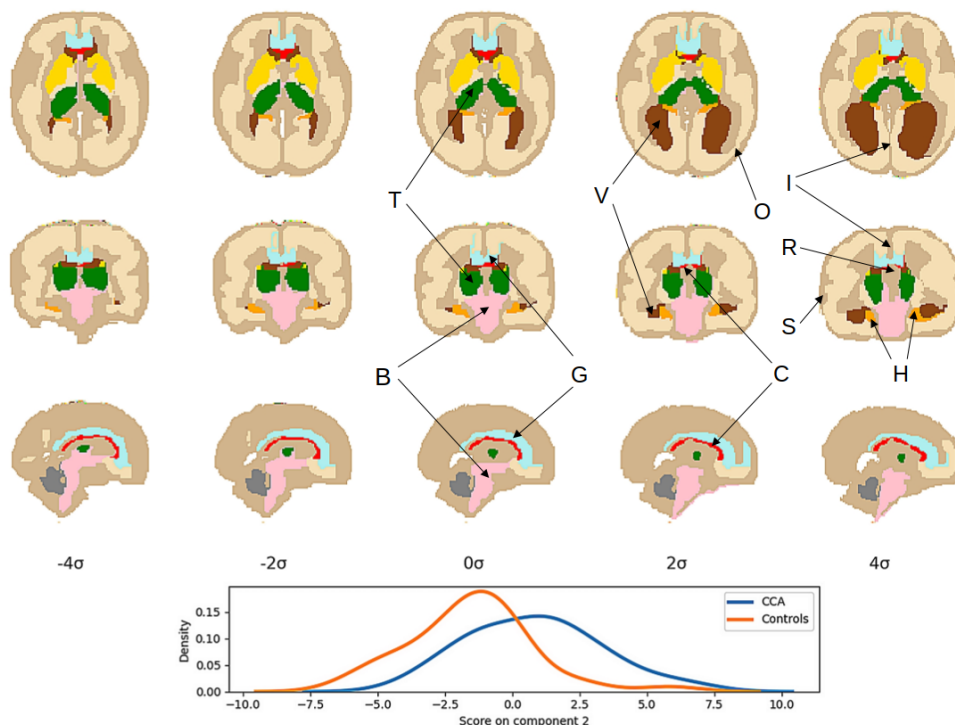 T
V
O
I
R
S
B
G
C
H
-4σ -2σ 0σ 2σ 4σ
CCA
Controls
Density
0.15
0.10
0.05
0.00
-10.0 -7.5 -5.0 -2.5 0.0 2.5 5.0 7.5 10.0
Score on component 2